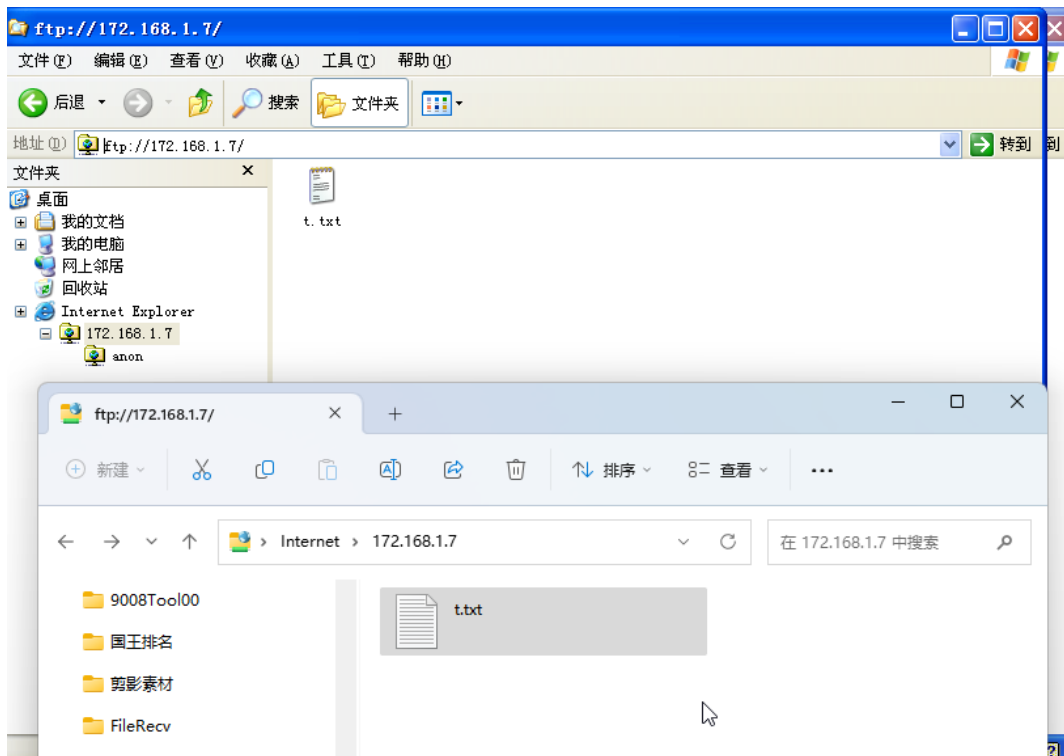 ftp://172.168.1.7/
文件(F) 编辑(E) 查看(V) 收藏(A) 工具(T) 帮助(H)
后退 搜索 文件夹
地址(D) ftp://172.168.1.7/ 转到 到
文件夹
桌面
我的文档
我的电脑
网上邻居
回收站
Internet Explorer
172.168.1.7
anon
t.txt
ftp://172.168.1.7/
新建 排序 查看
Internet 172.168.1.7 在 172.168.1.7 中搜索
9008Tool00
国王排名
剪影素材
FileRecv
t.txt